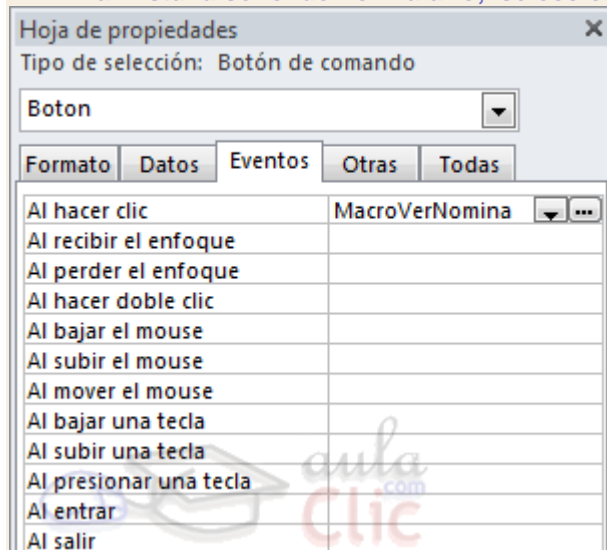 Hoja de propiedades
Tipo de selección: Botón de comando
Boton
Formato Datos Eventos Otras Todas
Al hacer clic MacroVerNomina
Al recibir el enfoque
Al perder el enfoque
Al hacer doble clic
Al bajar el mouse
Al subir el mouse
Al mover el mouse
Al bajar una tecla
Al subir una tecla
Al presionar una tecla
Al entrar
Al salir
aula
Clic
.com